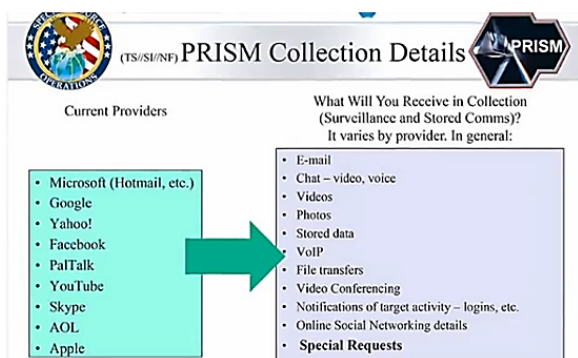 SPECIAL SOURCE
OPERATIONS
(TS//SI//NF) PRISM Collection Details
PRISM
Current Providers
Microsoft (Hotmail, etc.)
Google
Yahoo!
Facebook
PalTalk
YouTube
Skype
AOL
Apple
What Will You Receive in Collection
(Surveillance and Stored Comms)?
It varies by provider. In general:
E-mail
Chat – video, voice
Videos
Photos
Stored data
VoIP
File transfers
Video Conferencing
Notifications of target activity – logins, etc.
Online Social Networking details
Special Requests